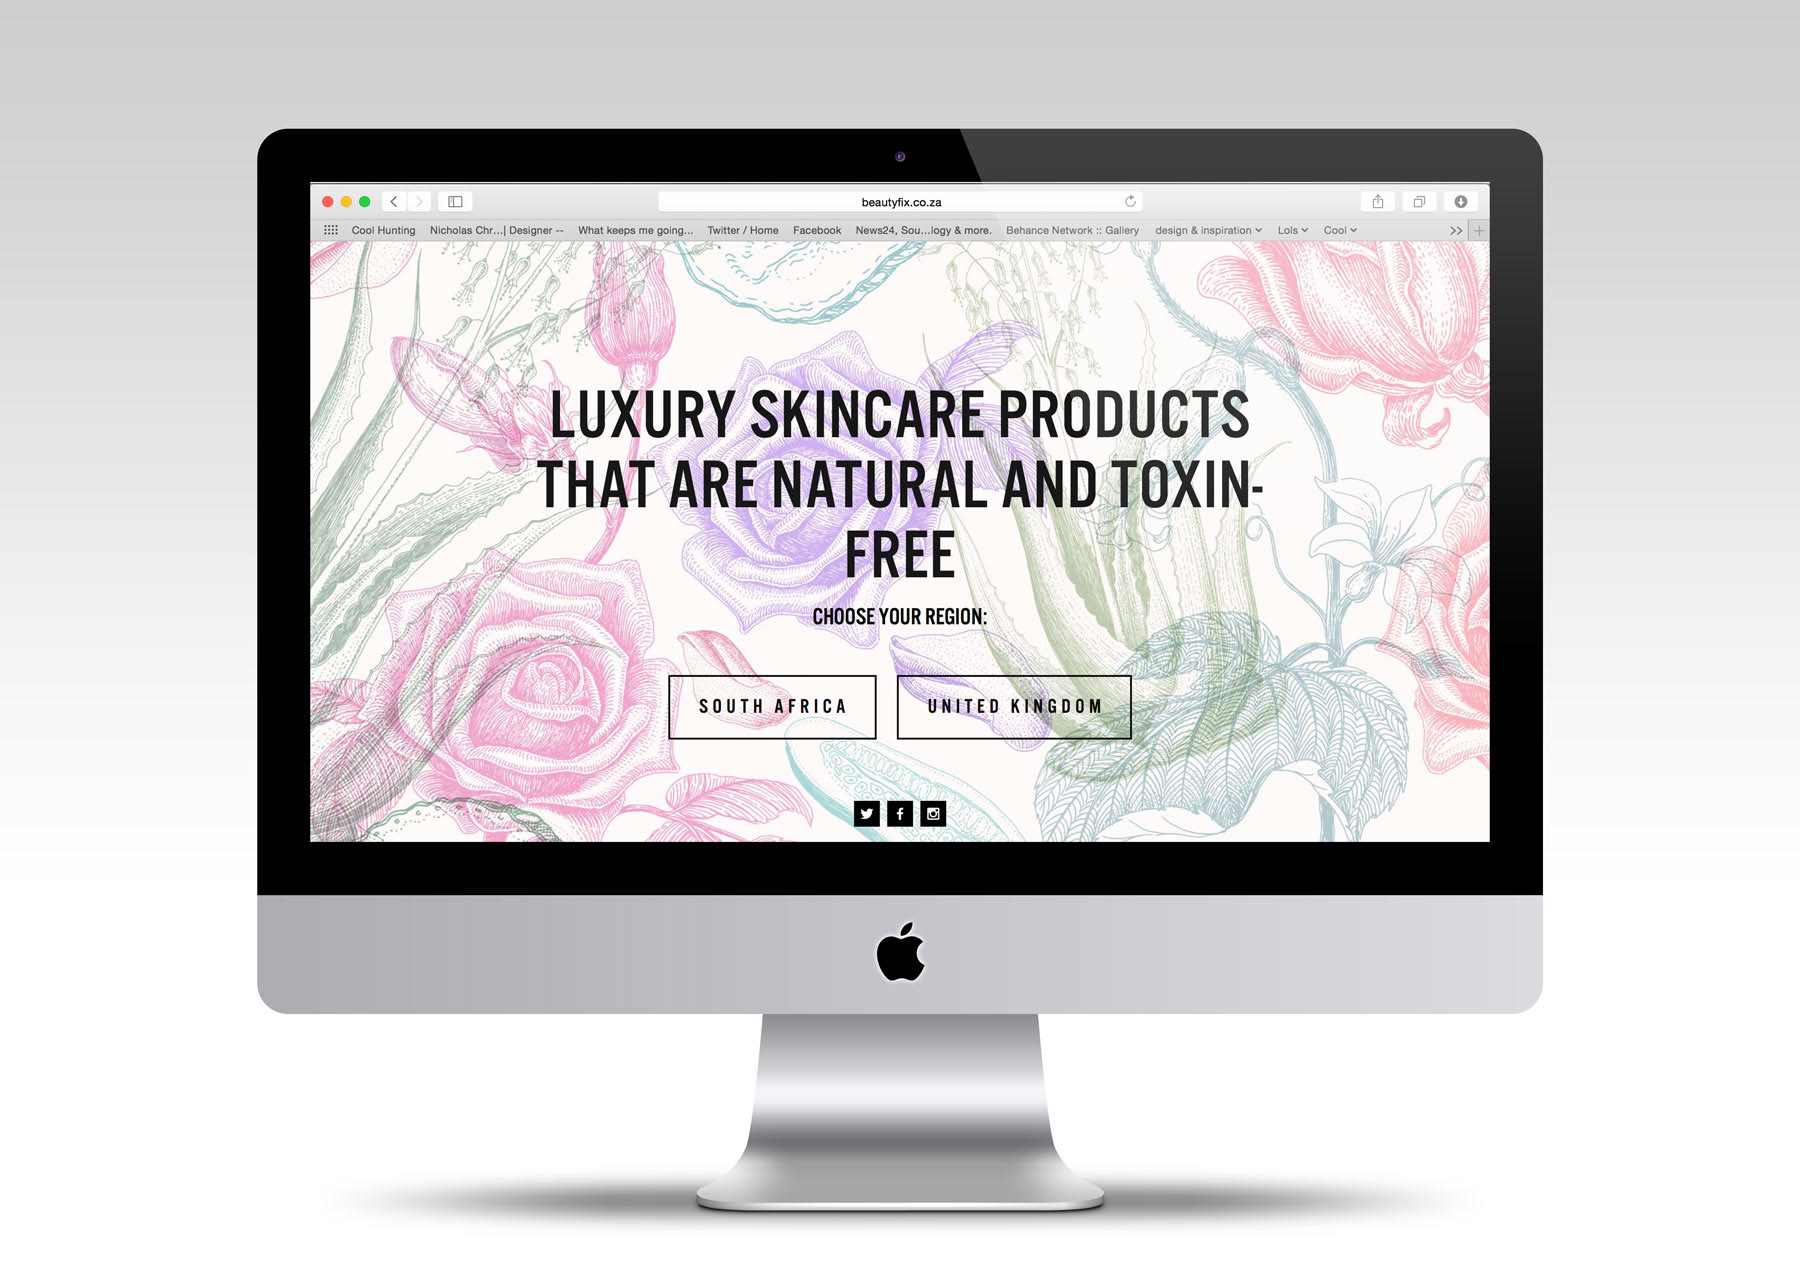 beautyfix.co.za
Cool Hunting Nicholas Chr...| Designer -- What keeps me going... Twitter / Home Facebook News24, Sou...logy & more. Behance Network :: Gallery design & inspiration Lols Cool
LUXURY SKINCARE PRODUCTS
THAT ARE NATURAL AND TOXIN-
FREE
CHOOSE YOUR REGION:
SOUTH AFRICA UNITED KINGDOM